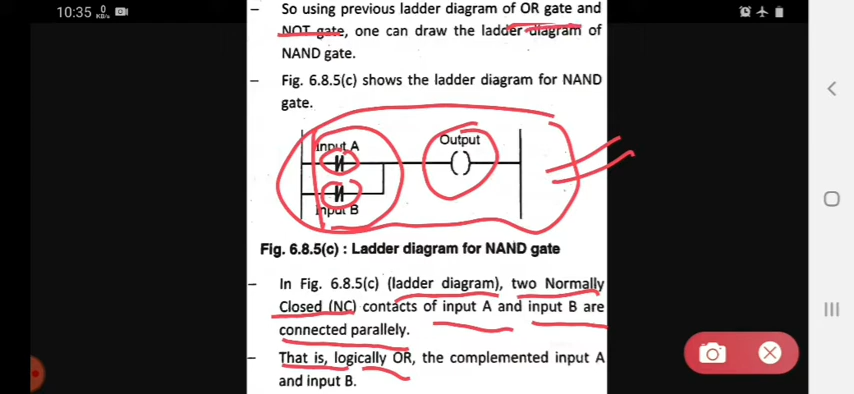 10:35 0 KB/s
– So using previous ladder diagram of OR gate and
NOT gate, one can draw the ladder diagram of
NAND gate.
– Fig. 6.8.5(c) shows the ladder diagram for NAND
gate.
Input A
Output
Input B
Fig. 6.8.5(c) : Ladder diagram for NAND gate
– In Fig. 6.8.5(c) (ladder diagram), two Normally
Closed (NC) contacts of input A and input B are
connected parallely.
– That is, logically OR, the complemented input A
and input B.